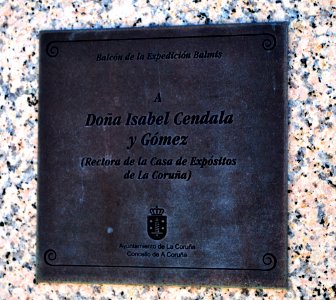 Balcón de la Expedición Balmis
A
Doña Isabel Cendala
y Gómez
(Rectora de la Casa de Expósitos
de La Coruña)
Ayuntamiento de La Coruña
Concello de A Coruña